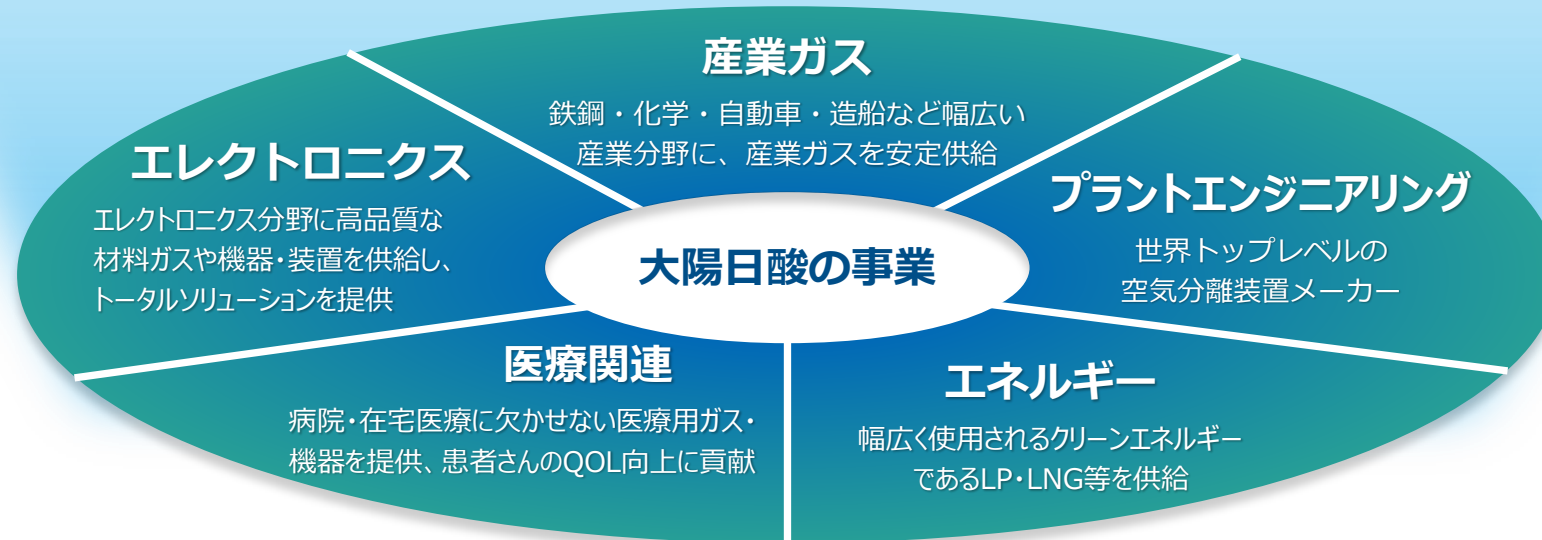 産業ガス
鉄鋼・化学・自動車・造船など幅広い
産業分野に、産業ガスを安定供給
エレクトロニクス
エレクトロニクス分野に高品質な
材料ガスや機器・装置を供給し、
トータルソリューションを提供
プラントエンジニアリング
世界トップレベルの
空気分離装置メーカー
大陽日酸の事業
医療関連
病院・在宅医療に欠かせない医療用ガス・
機器を提供、患者さんのQOL向上に貢献
エネルギー
幅広く使用されるクリーンエネルギー
であるLP・LNG等を供給